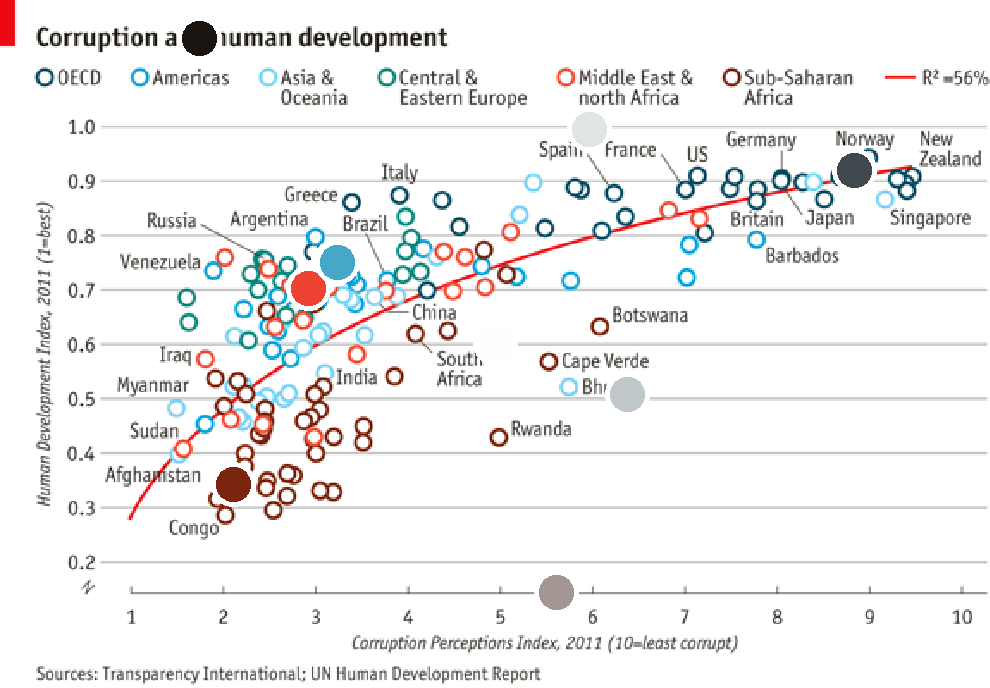 Corruption a human development
OECD
Americas
Asia &
Oceania
Central &
Eastern Europe
Middle East &
north Africa
Sub-Saharan
Africa
R² =56%
Human Development Index, 2011 (1=best)
1.0
0.9
0.8
0.7
0.6
0.5
0.4
0.3
0.2
Spain
France
US
Germany
Norway
New
Zealand
Italy
Greece
Argentina
Brazil
Russia
Venezuela
Britain
Japan
Singapore
Barbados
China
Botswana
Iraq
South
Africa
Cape Verde
India
Myanmar
Sudan
Rwanda
Afghanistan
Congo
1 2 3 4 5 6 7 8 9 10
Corruption Perceptions Index, 2011 (10=least corrupt)
Sources: Transparency International; UN Human Development Report